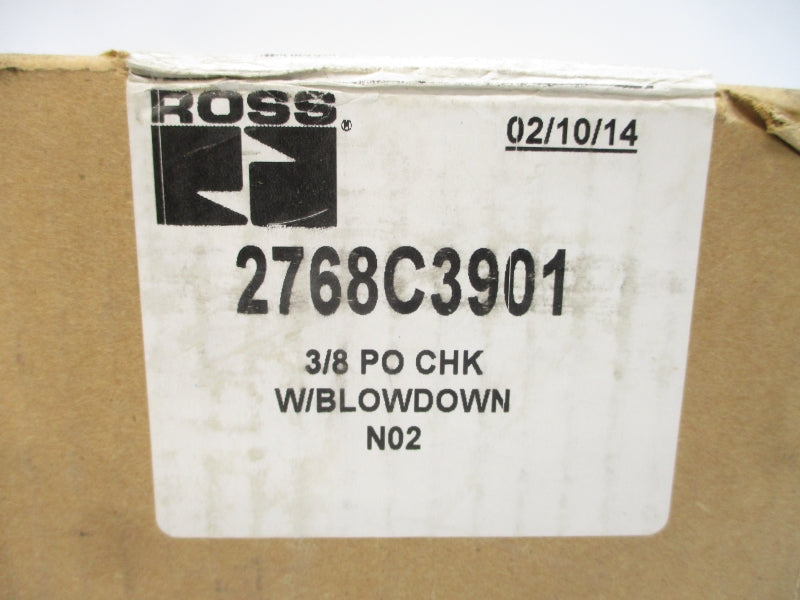 ROSS
®
02/10/14
2768C3901
3/8 PO CHK
W/BLOWDOWN
N02